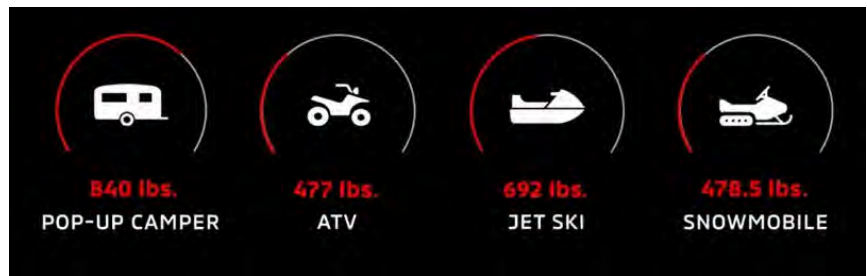 840 lbs.
POP-UP CAMPER
477 lbs.
ATV
692 lbs.
JET SKI
478.5 lbs.
SNOWMOBILE